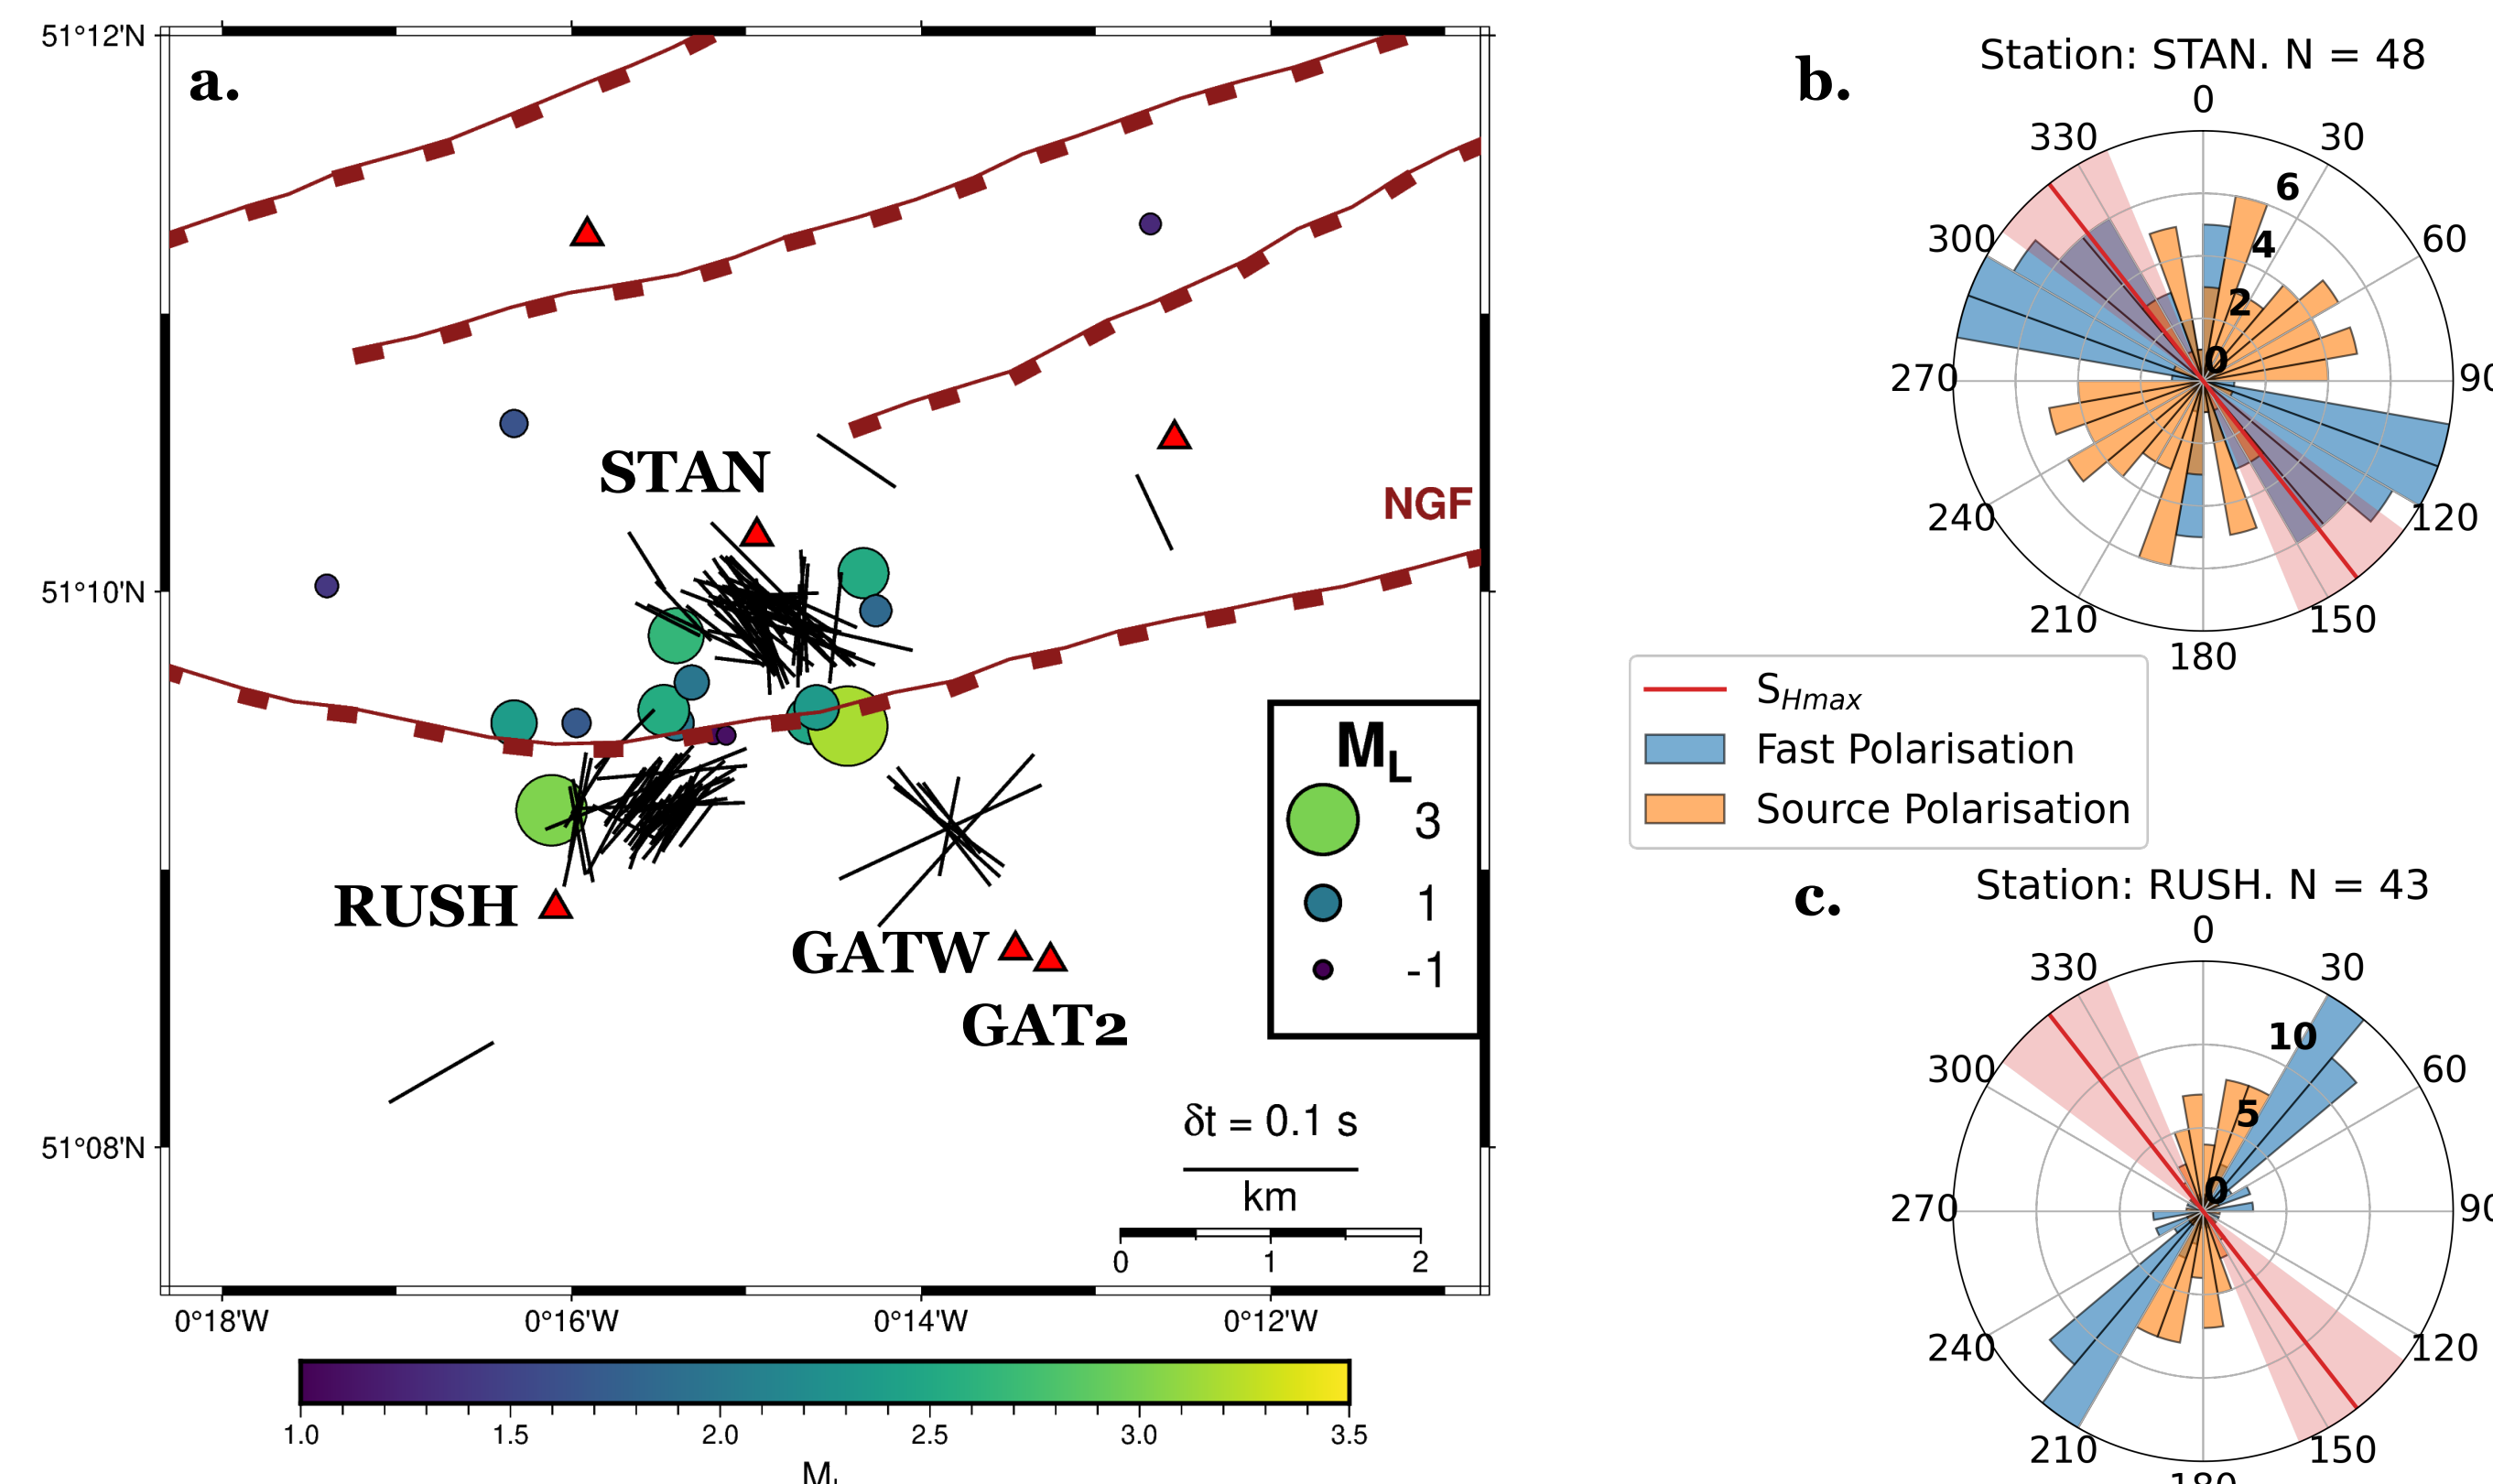 a.
51°12'N
51°10'N
51°08'N
STAN
NGF
RUSH
GATW
GAT2
M_L
3
1
-1
δt = 0.1 s
km
0 1 2
0°18'W 0°16'W 0°14'W 0°12'W
1.0 1.5 2.0 2.5 3.0 3.5
b.
Station: STAN. N = 48
0
330 30
6
300 4 60
2
0
270
240 120
210 150
180
S_Hmax
Fast Polarisation
Source Polarisation
c.
Station: RUSH. N = 43
0
330 30
10
300 60
5
0
270
240 120
210 150